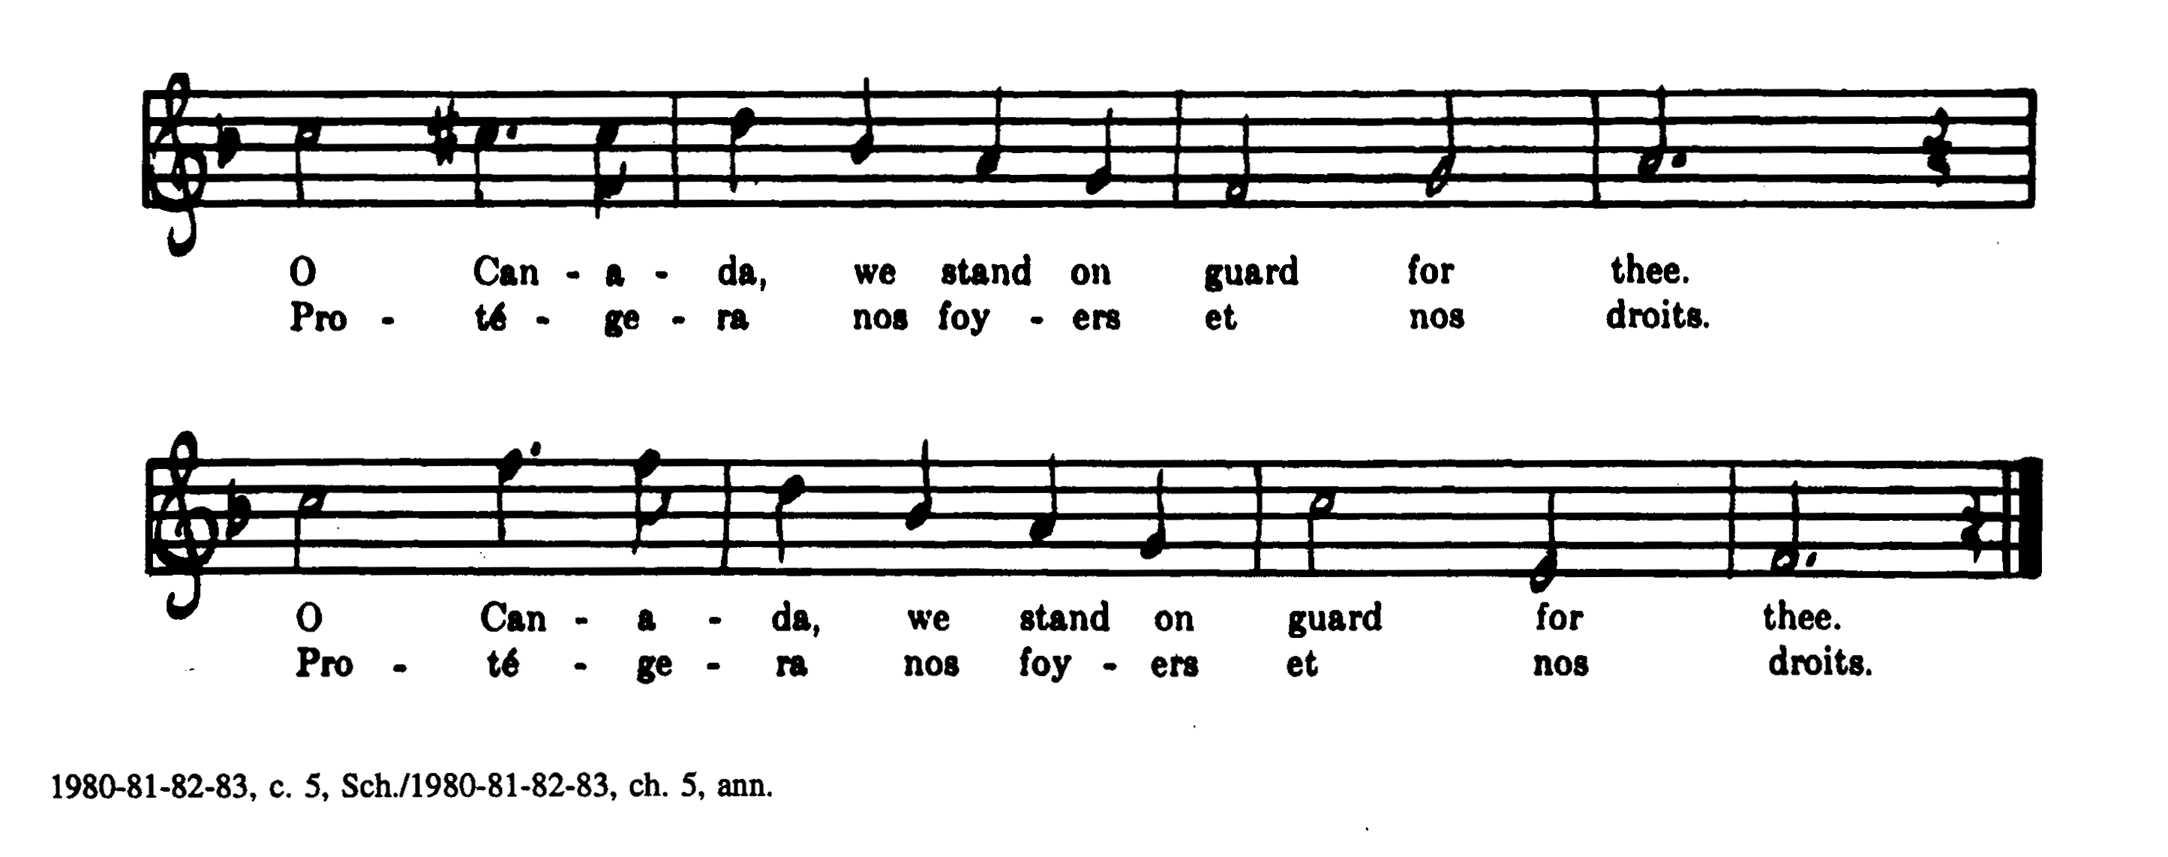 O Can - a - da, we stand on guard for thee.
Pro - té - ge - ra nos foy - ers et nos droits.
O Can - a - da, we stand on guard for thee.
Pro - té - ge - ra nos foy - ers et nos droits.
1980-81-82-83, c. 5, Sch./1980-81-82-83, ch. 5, ann.